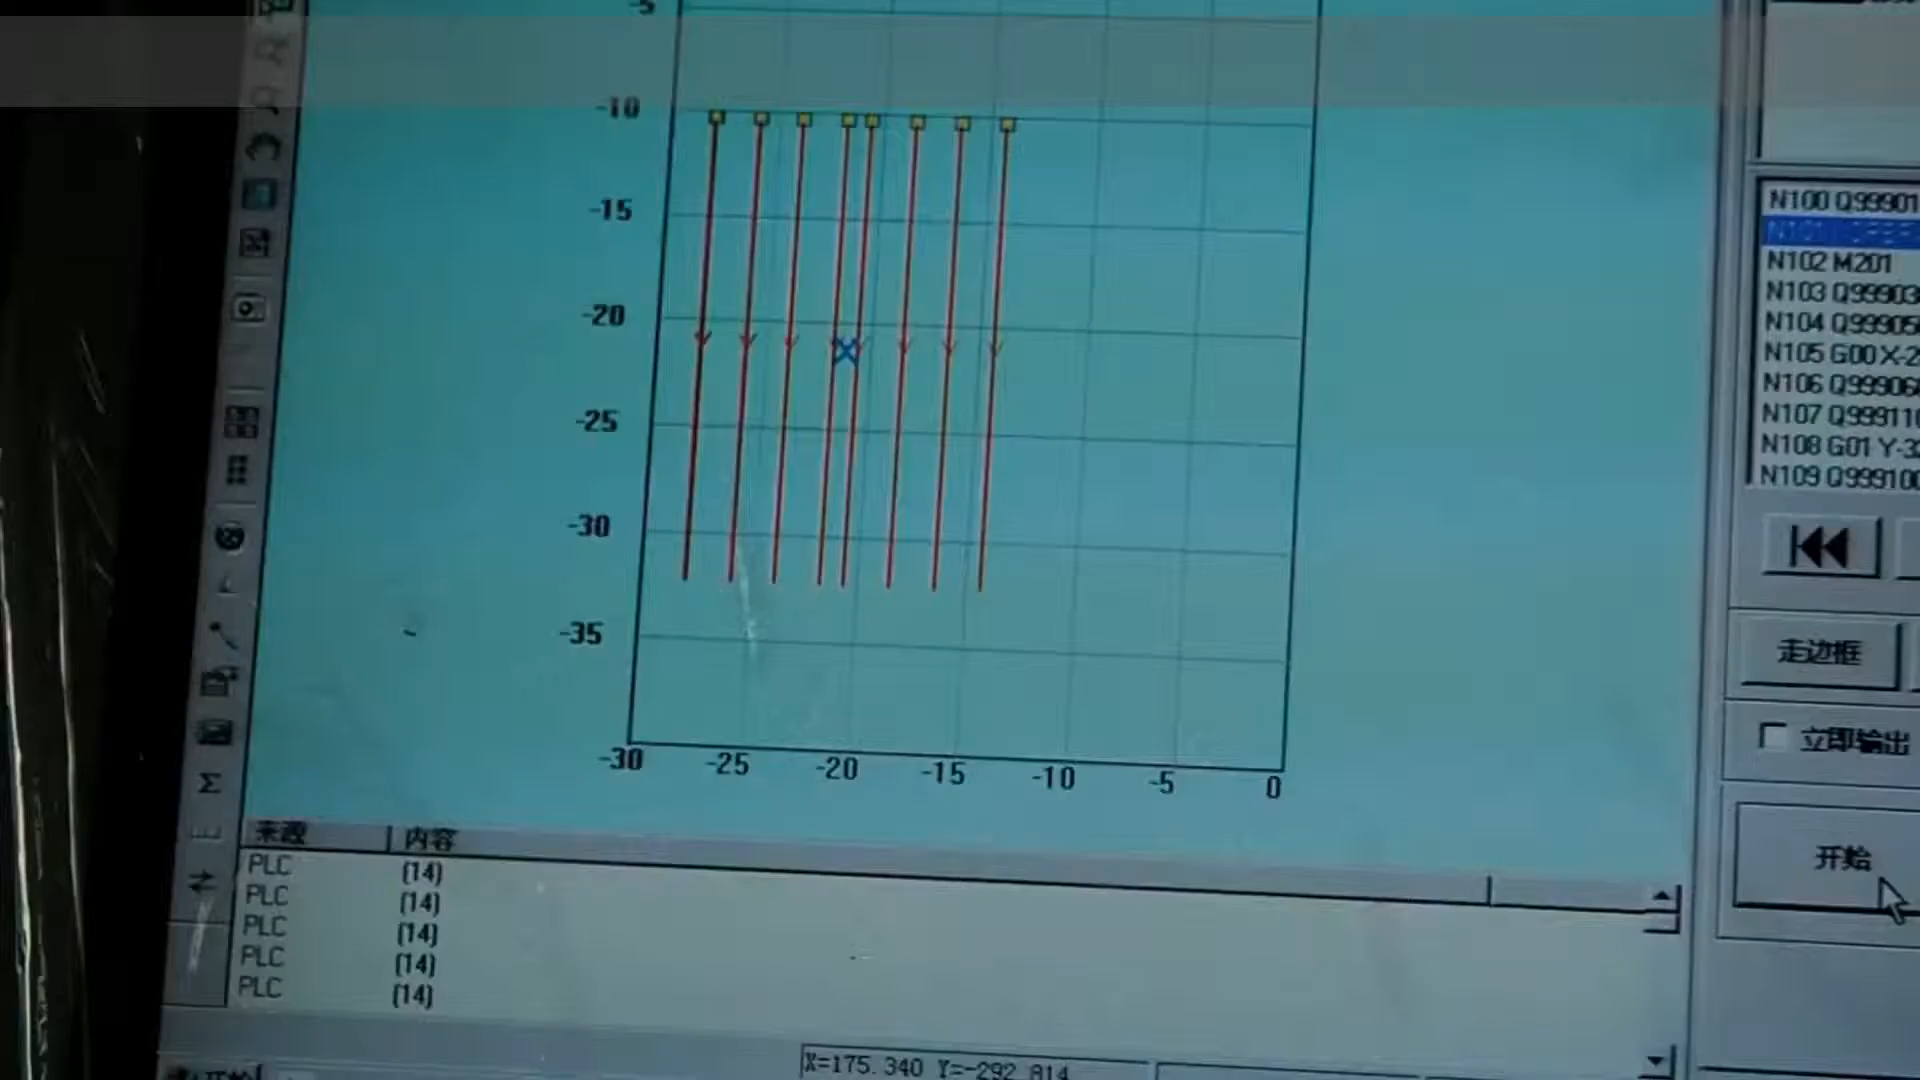 -5
-10
-15
-20
-25
-30
-35
-30 -25 -20 -15 -10 -5 0
N100 Q99901
N102 M201
N103 Q99903
N104 Q99905
N105 G00 X-2
N106 Q99906
N107 Q999110
N108 G01 Y-32
N109 Q999100
走边框
立即输出
开始
来源 内容
PLC (14)
PLC (14)
PLC (14)
PLC (14)
PLC (14)
X=175.340 Y=-292.814